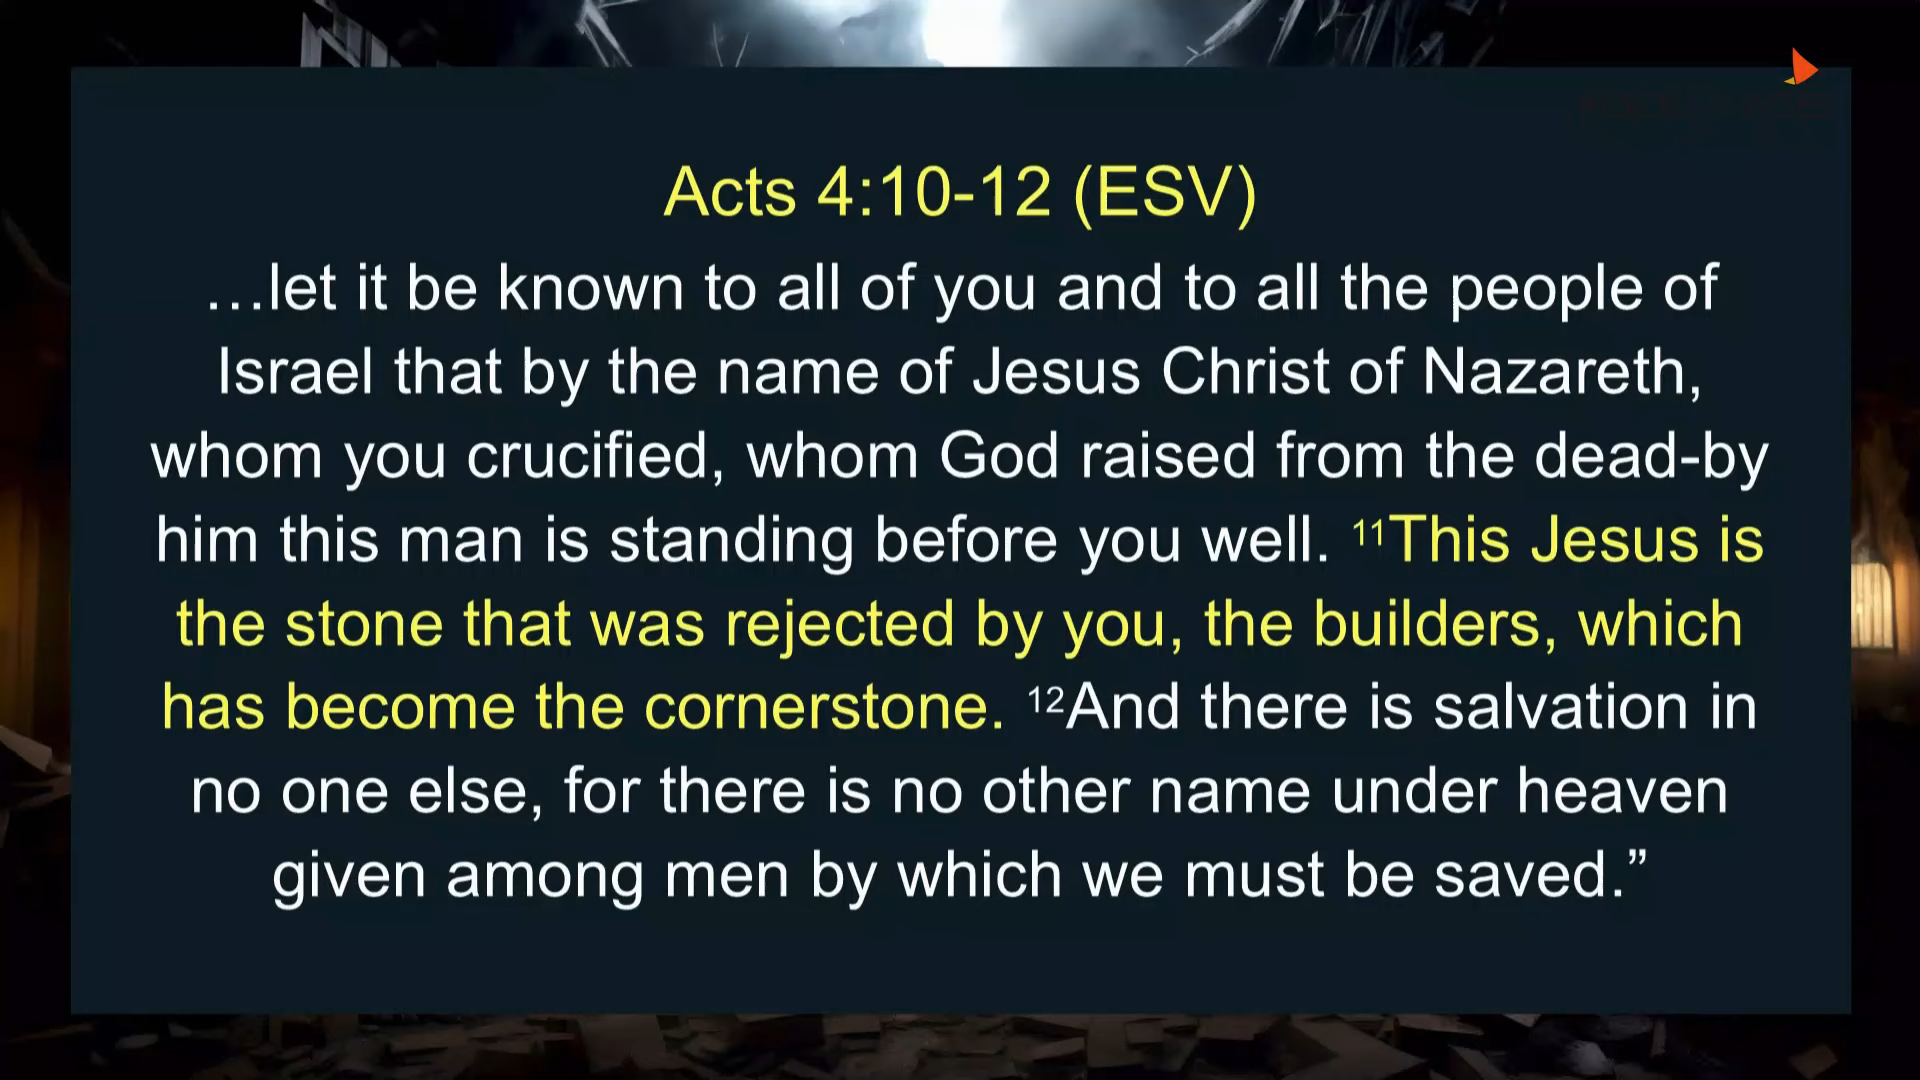 Acts 4:10-12 (ESV)
…let it be known to all of you and to all the people of
Israel that by the name of Jesus Christ of Nazareth,
whom you crucified, whom God raised from the dead-by
him this man is standing before you well. ¹¹This Jesus is
the stone that was rejected by you, the builders, which
has become the cornerstone. ¹²And there is salvation in
no one else, for there is no other name under heaven
given among men by which we must be saved.”